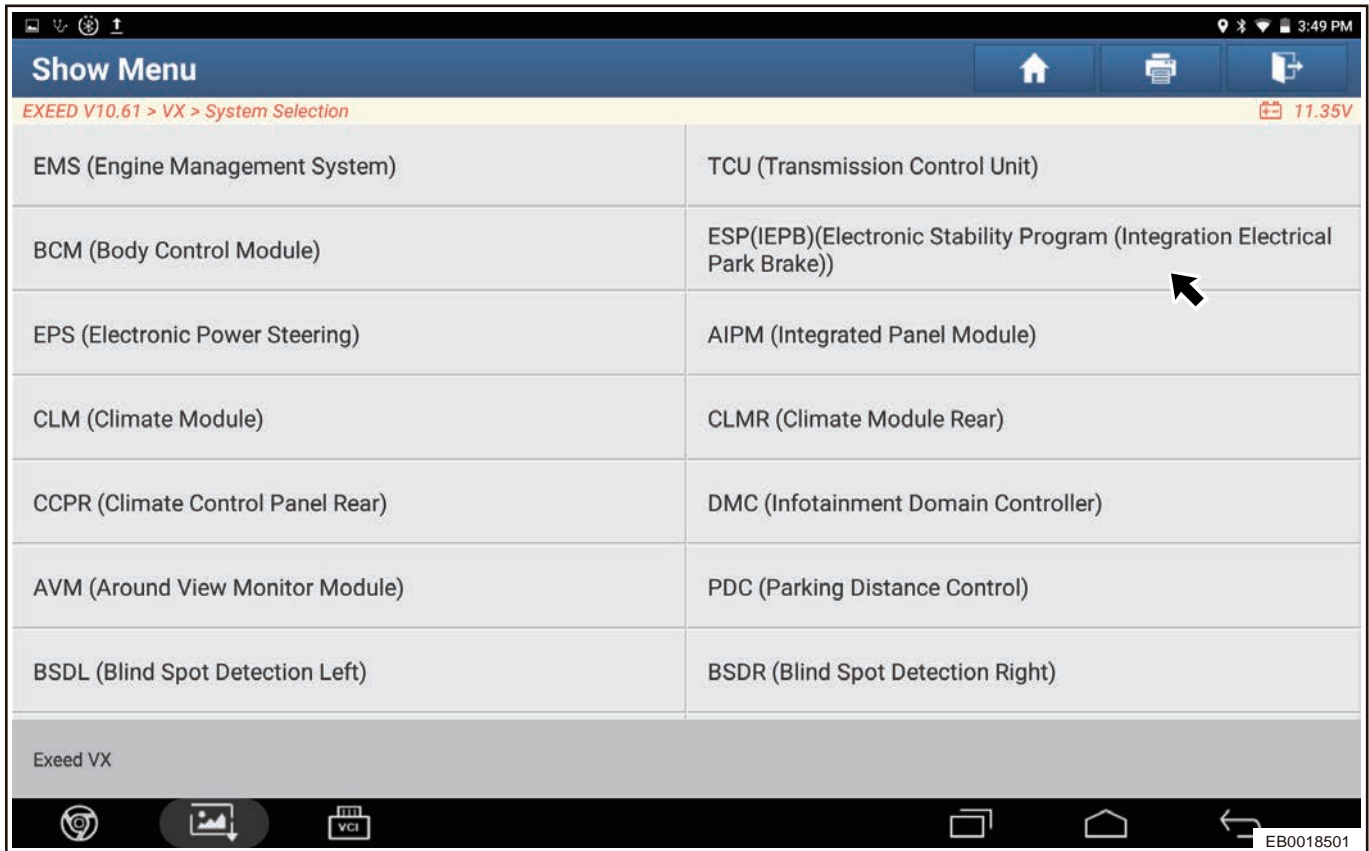 3:49 PM
Show Menu
EXEED V10.61 > VX > System Selection
11.35V
EMS (Engine Management System)
TCU (Transmission Control Unit)
BCM (Body Control Module)
ESP(IEPB)(Electronic Stability Program (Integration Electrical
Park Brake))
EPS (Electronic Power Steering)
AIPM (Integrated Panel Module)
CLM (Climate Module)
CLMR (Climate Module Rear)
CCPR (Climate Control Panel Rear)
DMC (Infotainment Domain Controller)
AVM (Around View Monitor Module)
PDC (Parking Distance Control)
BSDL (Blind Spot Detection Left)
BSDR (Blind Spot Detection Right)
Exeed VX
VCI
EB0018501